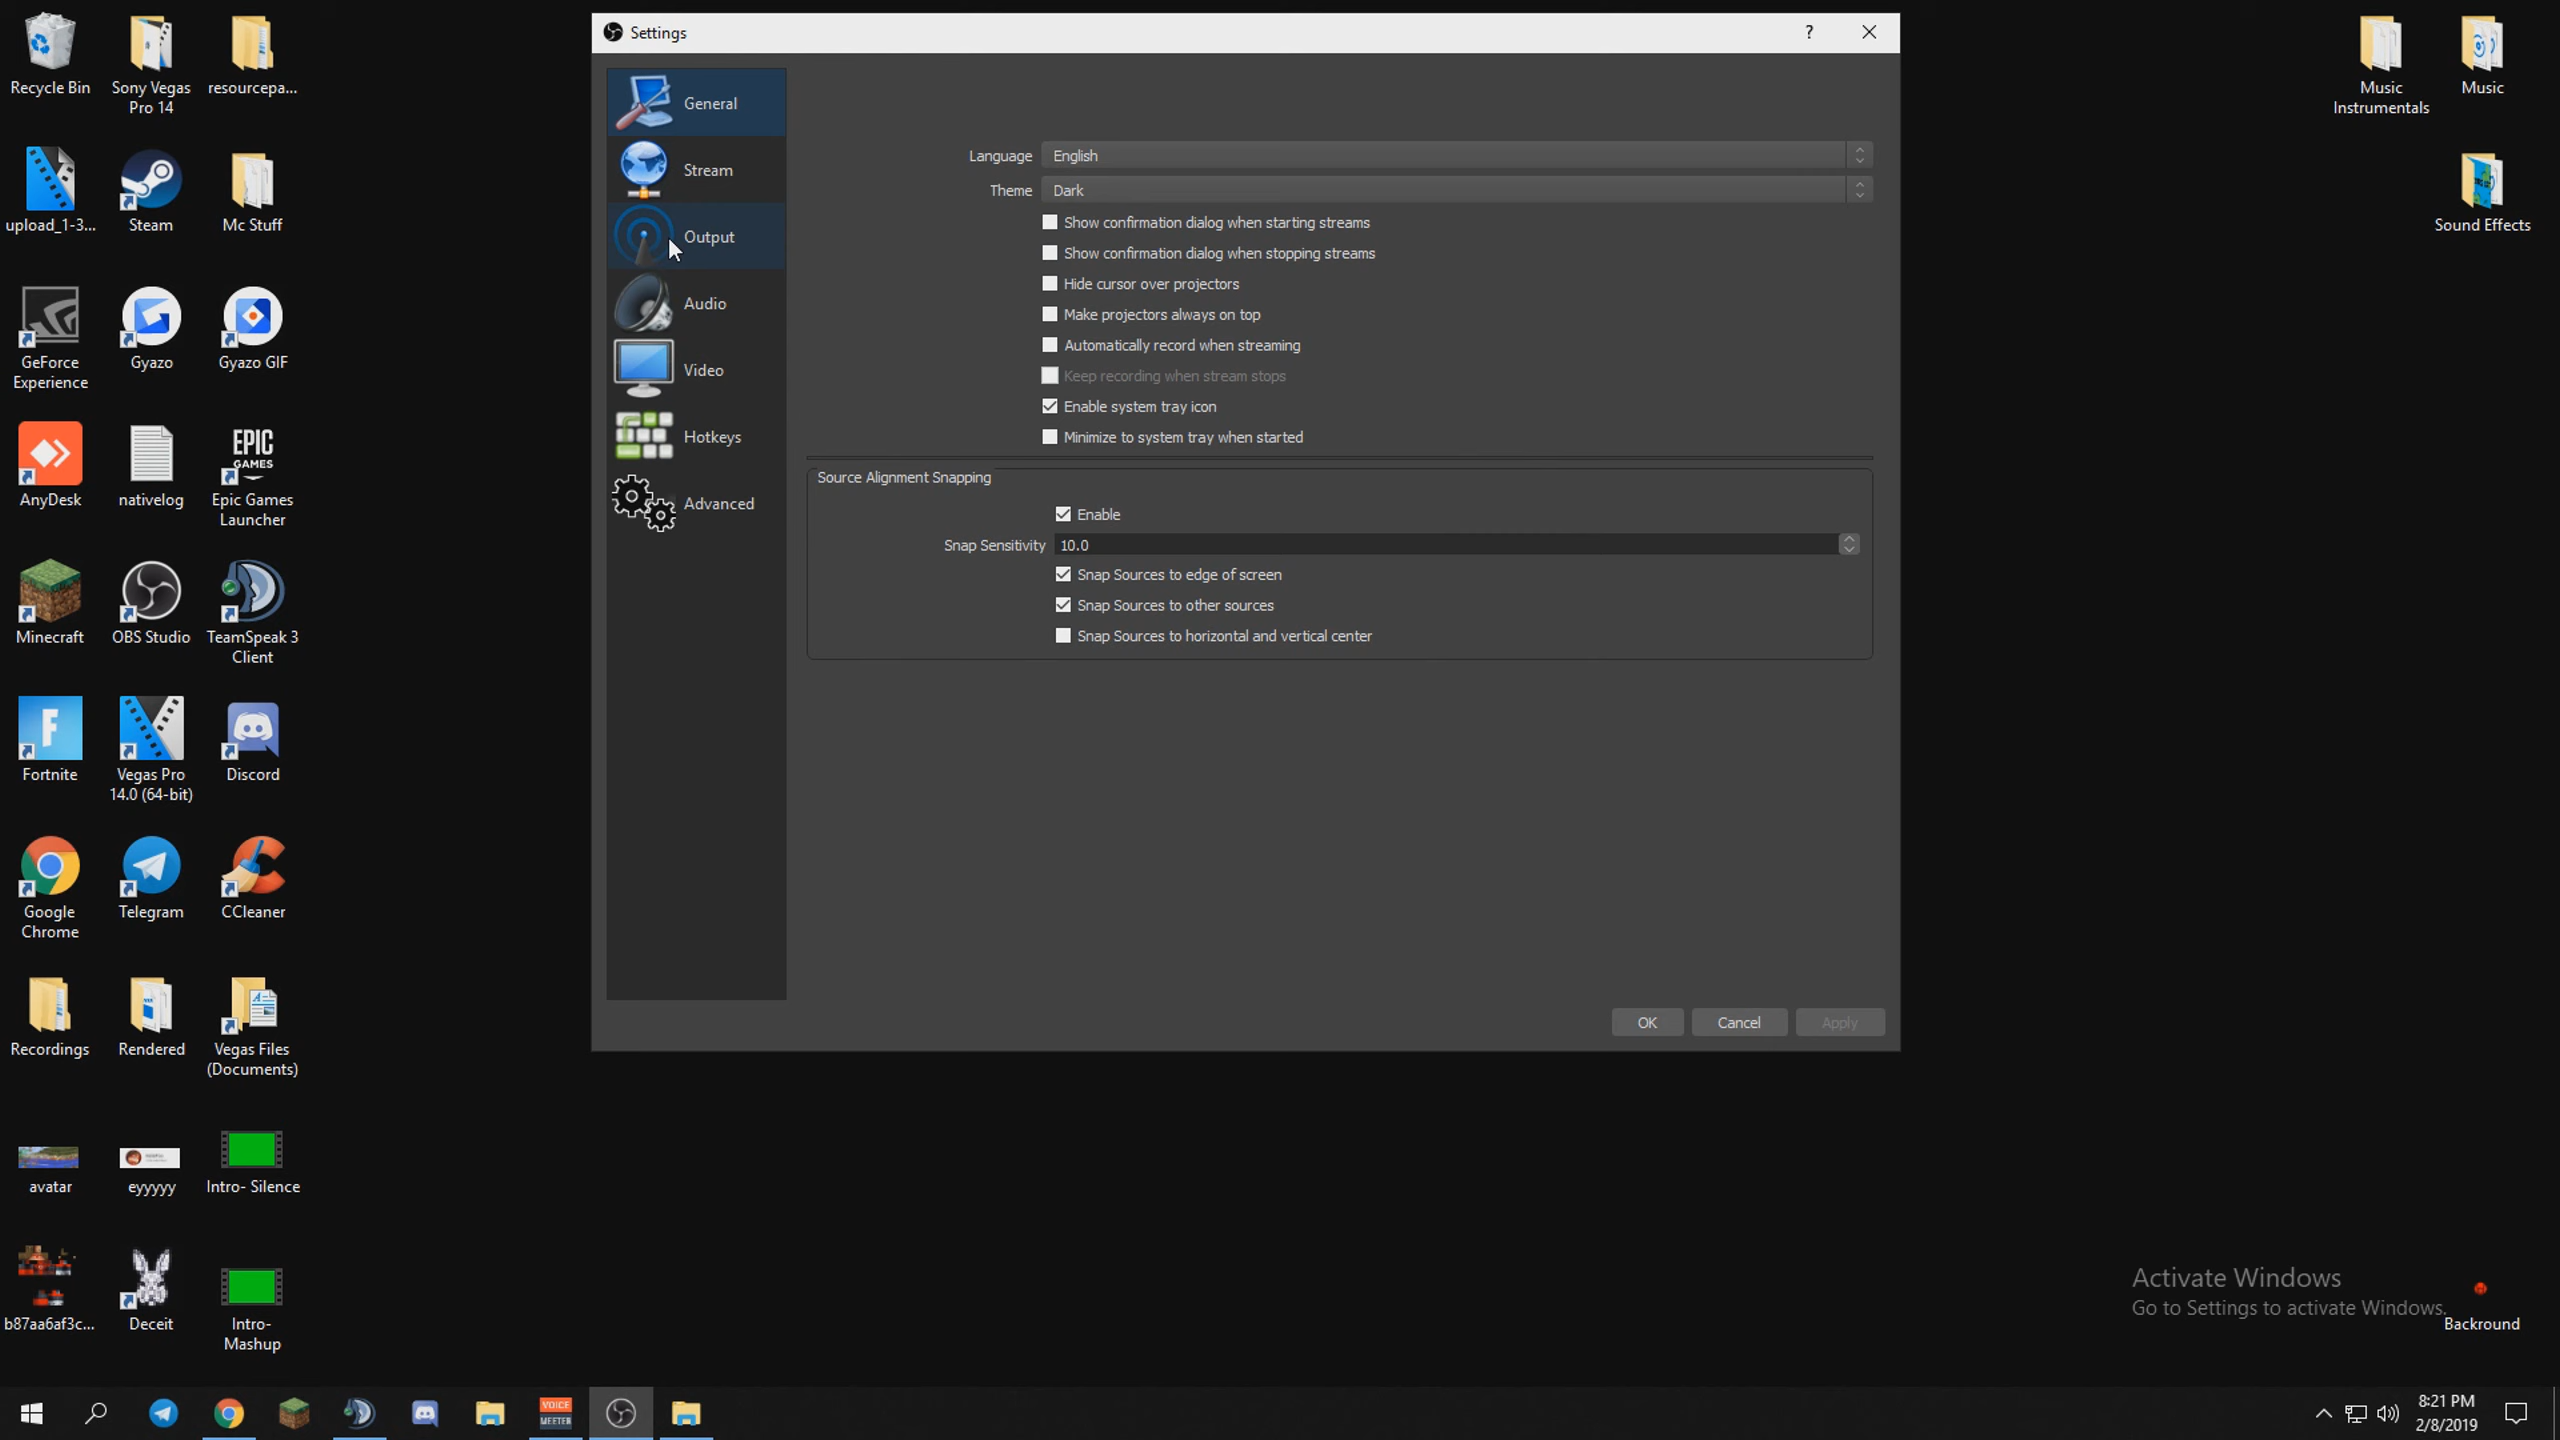 Recycle Bin
Sony Vegas
Pro 14
resourcepa...
upload_1-3...
Steam
Mc Stuff
GeForce
Experience
Gyazo
Gyazo GIF
AnyDesk
nativelog
EPIC
GAMES
Epic Games
Launcher
Minecraft
OBS Studio
TeamSpeak 3
Client
F
Fortnite
Vegas Pro
14.0 (64-bit)
Discord
Google
Chrome
Telegram
CCleaner
Recordings
Rendered
Vegas Files
(Documents)
avatar
eyyyyy
Intro- Silence
b87aa6af3c...
Deceit
Intro-
Mashup
Settings
?
General
Stream
Output
Audio
Video
Hotkeys
Advanced
Language English
Theme Dark
Show confirmation dialog when starting streams
Show confirmation dialog when stopping streams
Hide cursor over projectors
Make projectors always on top
Automatically record when streaming
Keep recording when stream stops
Enable system tray icon
Minimize to system tray when started
Source Alignment Snapping
Enable
Snap Sensitivity 10.0
Snap Sources to edge of screen
Snap Sources to other sources
Snap Sources to horizontal and vertical center
OK
Cancel
Apply
Music
Instrumentals
Music
Sound Effects
Activate Windows
Go to Settings to activate Windows.
Backround
VOICE
MEETER
8:21 PM
2/8/2019